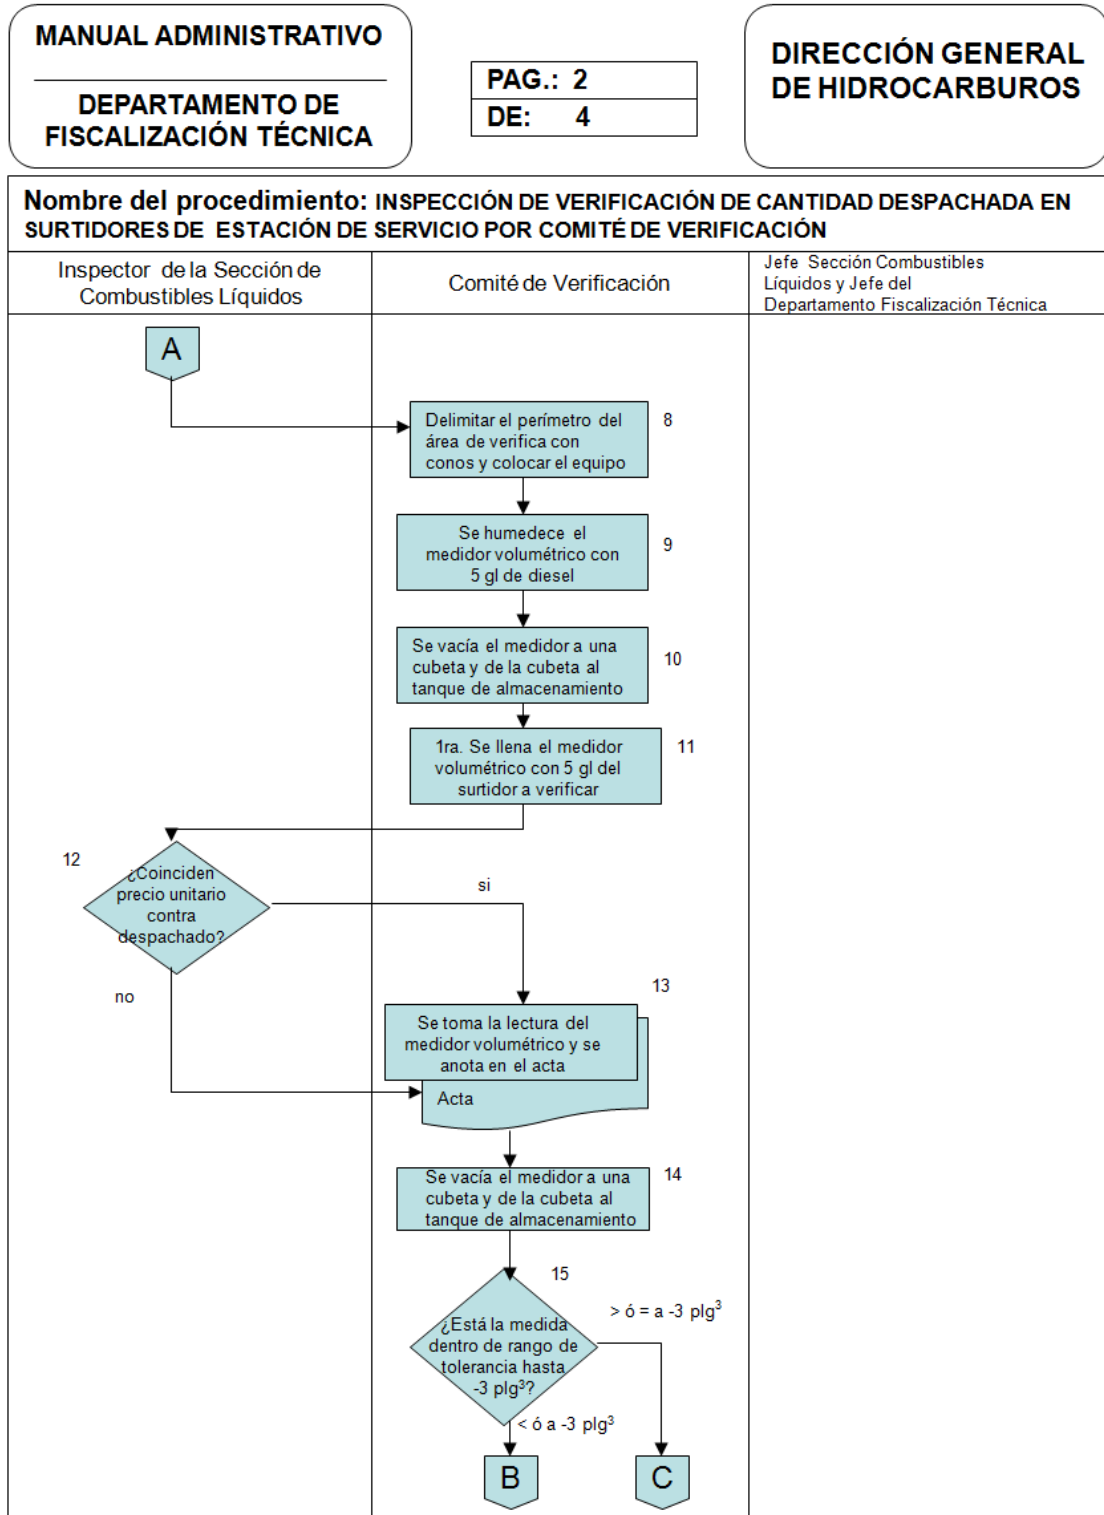 MANUAL ADMINISTRATIVO
DEPARTAMENTO DE
FISCALIZACIÓN TÉCNICA
PAG.: 2
DE: 4
DIRECCIÓN GENERAL
DE HIDROCARBUROS
Nombre del procedimiento: INSPECCIÓN DE VERIFICACIÓN DE CANTIDAD DESPACHADA EN
SURTIDORES DE ESTACIÓN DE SERVICIO POR COMITÉ DE VERIFICACIÓN
Inspector de la Sección de
Combustibles Líquidos
Comité de Verificación
Jefe Sección Combustibles
Líquidos y Jefe del
Departamento Fiscalización Técnica
A
Delimitar el perímetro del
área de verifica con
conos y colocar el equipo
8
Se humedece el
medidor volumétrico con
5 gl de diesel
9
Se vacía el medidor a una
cubeta y de la cubeta al
tanque de almacenamiento
10
1ra. Se llena el medidor
volumétrico con 5 gl del
surtidor a verificar
11
12
¿Coinciden
precio unitario
contra
despachado?
si
no
13
Se toma la lectura del
medidor volumétrico y se
anota en el acta
Acta
Se vacía el medidor a una
cubeta y de la cubeta al
tanque de almacenamiento
14
15
¿Está la medida
dentro de rango de
tolerancia hasta
-3 plg³?
> ó = a -3 plg³
< ó a -3 plg³
B
C